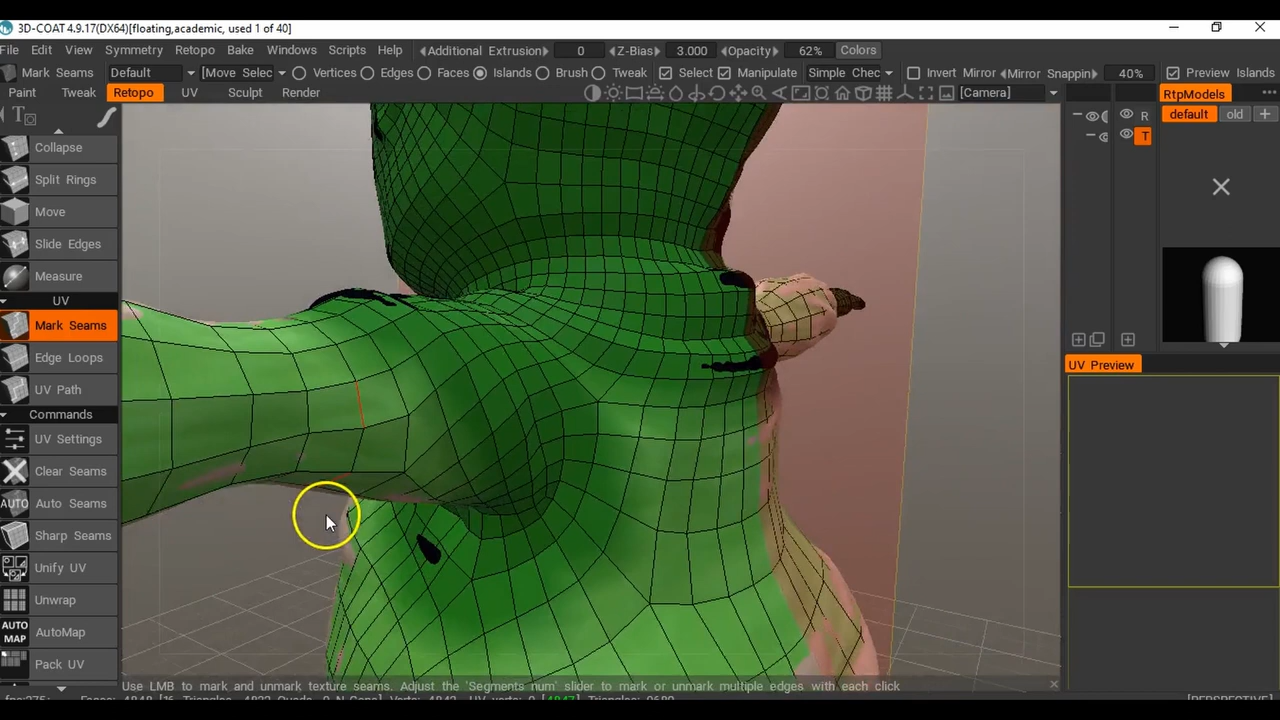 3D-COAT 4.9.17(DX64)[floating,academic, used 1 of 40]
File Edit View Symmetry Retopo Bake Windows Scripts Help Additional Extrusion 0 Z-Bias 3.000 Opacity 62% Colors
Mark Seams Default [Move Selec Vertices Edges Faces Islands Brush Tweak Select Manipulate Simple Chec Invert Mirror Mirror Snappin 40% Preview Islands
Paint Tweak Retopo UV Sculpt Render [Camera] RtpModels
R default old +
T
Collapse
Split Rings
Move
Slide Edges
Measure
UV
Mark Seams
Edge Loops
UV Preview
UV Path
Commands
UV Settings
Clear Seams
AUTO Auto Seams
Sharp Seams
Unify UV
Unwrap
AUTO MAP AutoMap
Pack UV
Use LMB to mark and unmark texture seams. Adjust the 'Segments num' slider to mark or unmark multiple edges with each click